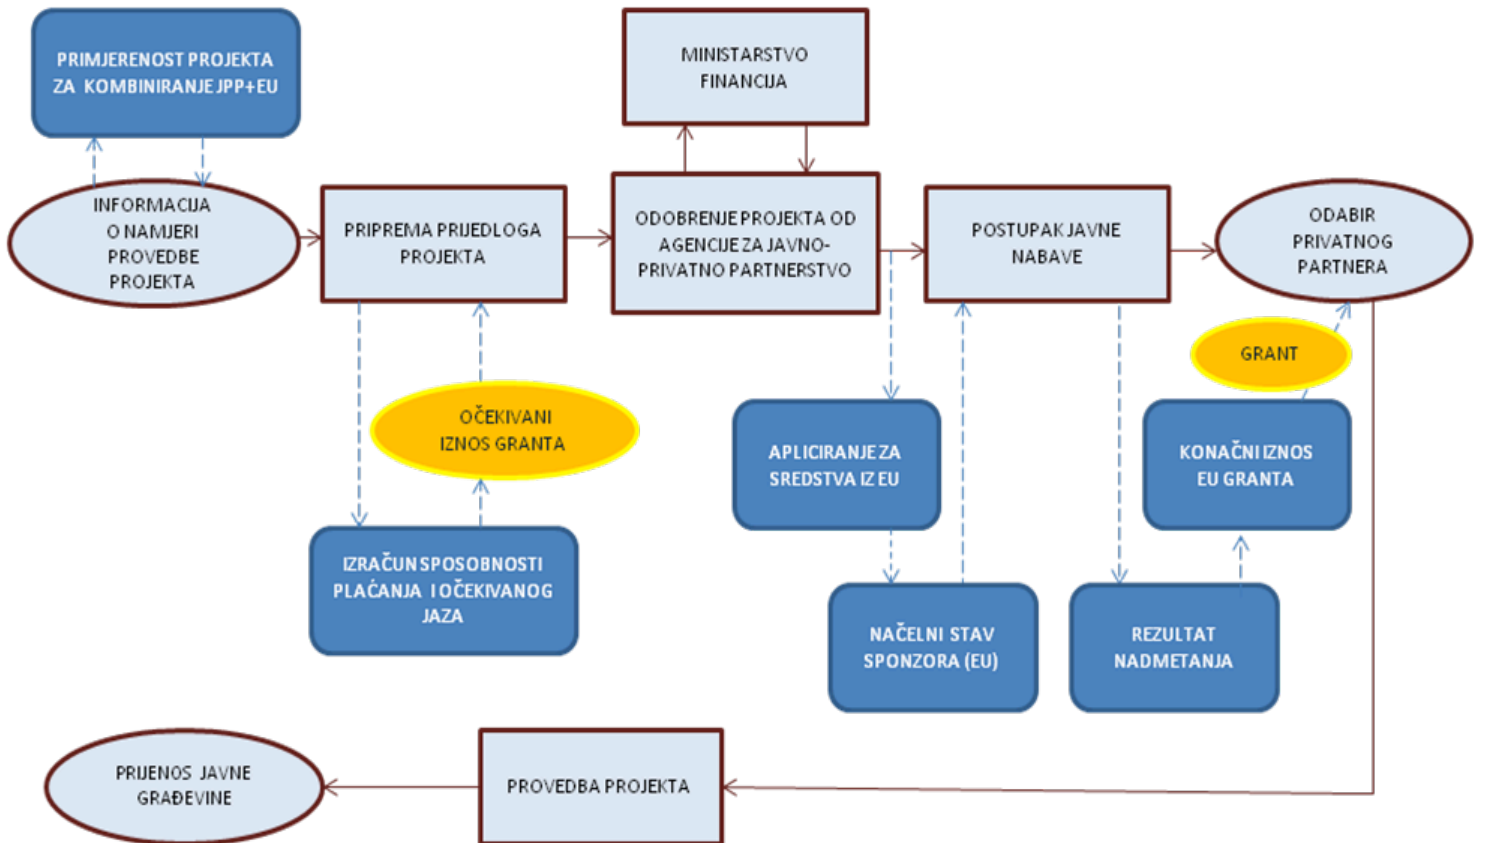 PRIMJERENOST PROJEKTA
ZA KOMBINIRANJE JPP+EU
MINISTARSTVO
FINANCIJA
INFORMACIJA
O NAMJERI
PROVEDBE
PROJEKTA
PRIPREMA PRIJEDLOGA
PROJEKTA
ODOBRENJE PROJEKTA OD
AGENCIJE ZA JAVNO-
PRIVATNO PARTNERSTVO
POSTUPAK JAVNE
NABAVE
ODABIR
PRIVATNOG
PARTNERA
GRANT
OČEKIVANI
IZNOS GRANTA
APLICIRANJE ZA
SREDSTVA IZ EU
KONAČNI IZNOS
EU GRANTA
IZRAČUN SPOSOBNOSTI
PLAĆANJA I OČEKIVANOG
JAZA
NAČELNI STAV
SPONZORA (EU)
REZULTAT
NADMETANJA
PRIJENOS JAVNE
GRAĐEVINE
PROVEDBA PROJEKTA